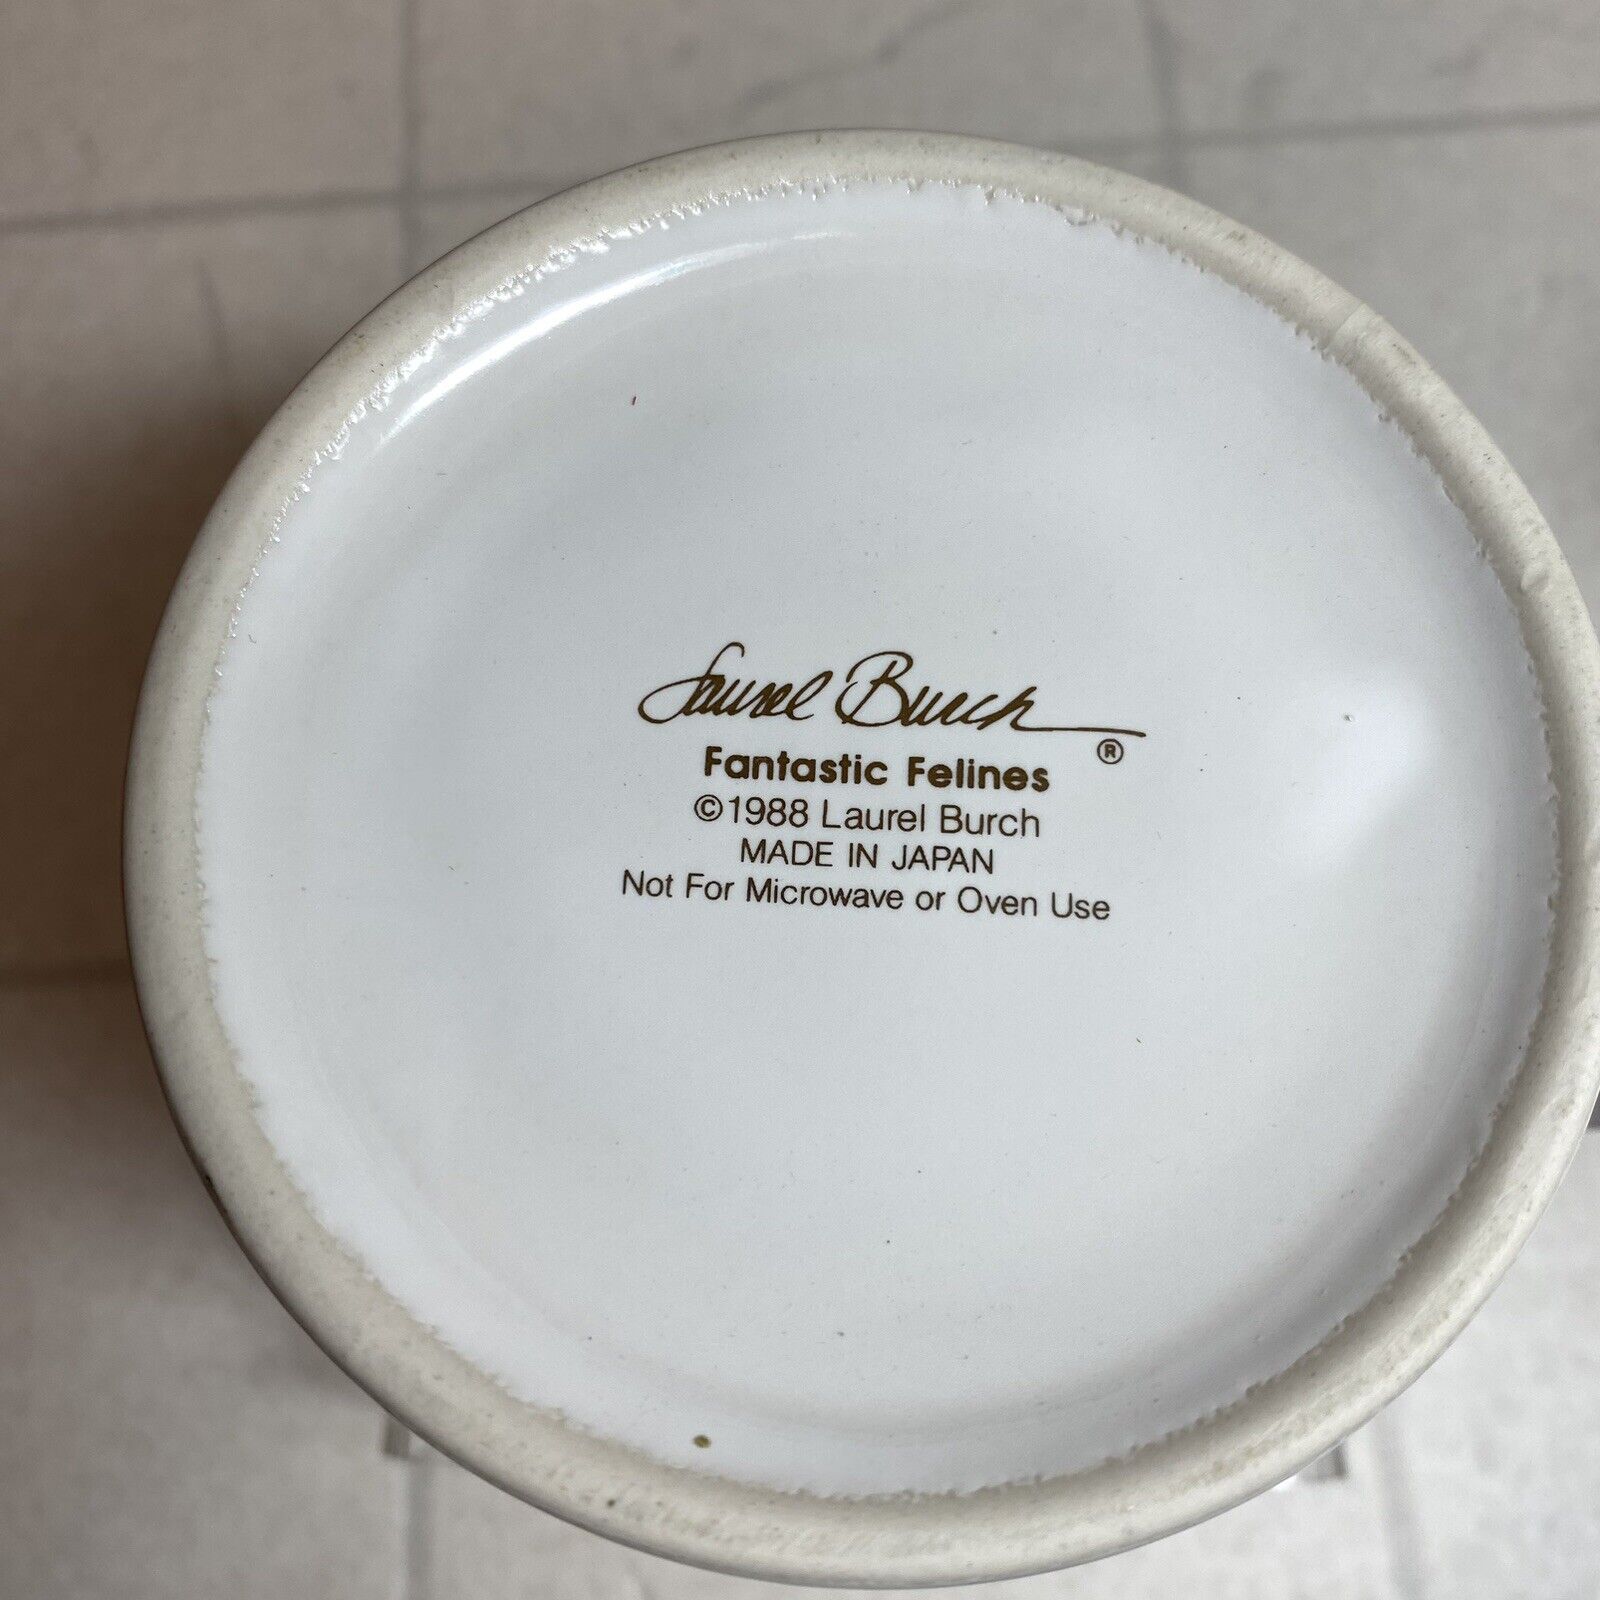 Laurel Burch
®
Fantastic Felines
©1988 Laurel Burch
MADE IN JAPAN
Not For Microwave or Oven Use